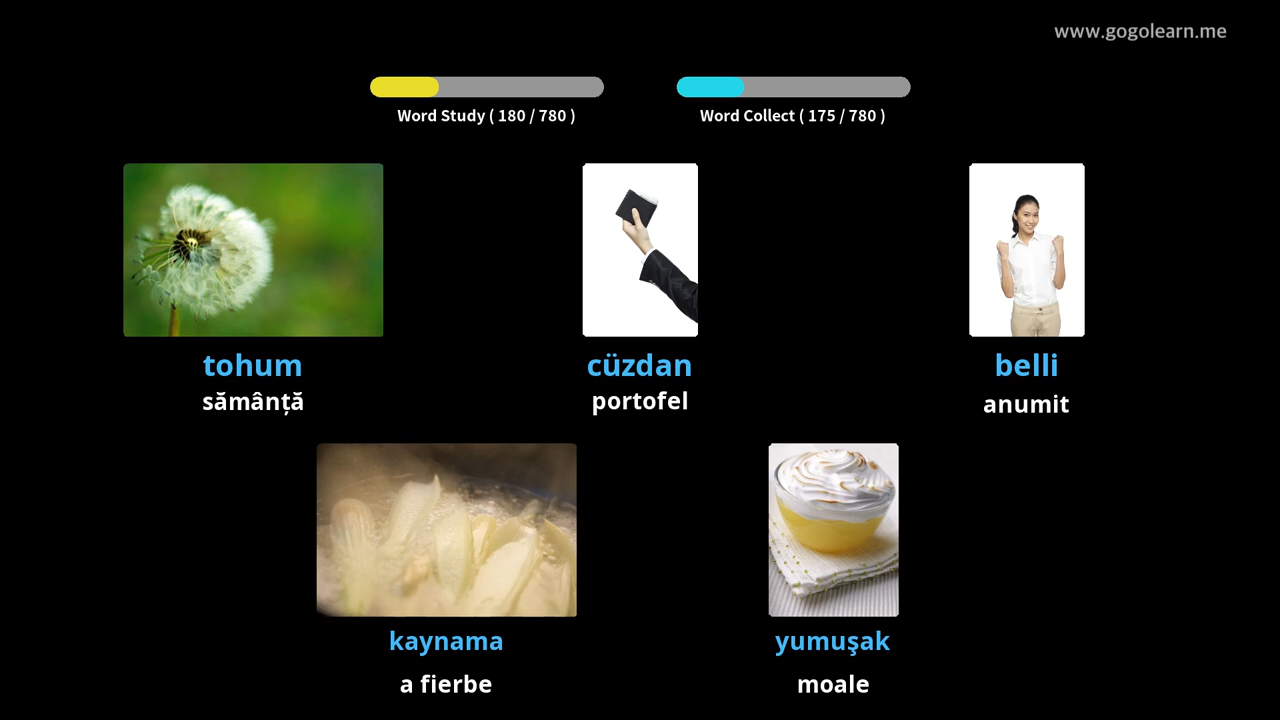 www.gogolearn.me
Word Study ( 180 / 780 )
Word Collect ( 175 / 780 )
tohum
cüzdan
belli
sămânță
portofel
anumit
kaynama
yumuşak
a fierbe
moale